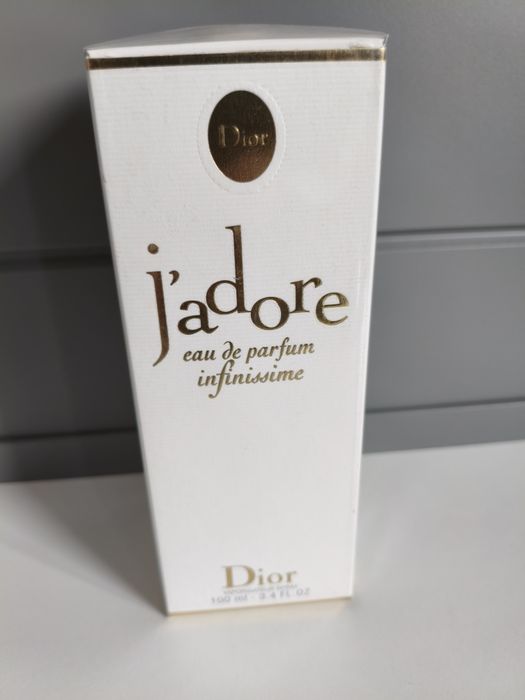 Dior
j'adore
eau de parfum
infinissime
Dior
100 ml - 3.4 FL.OZ